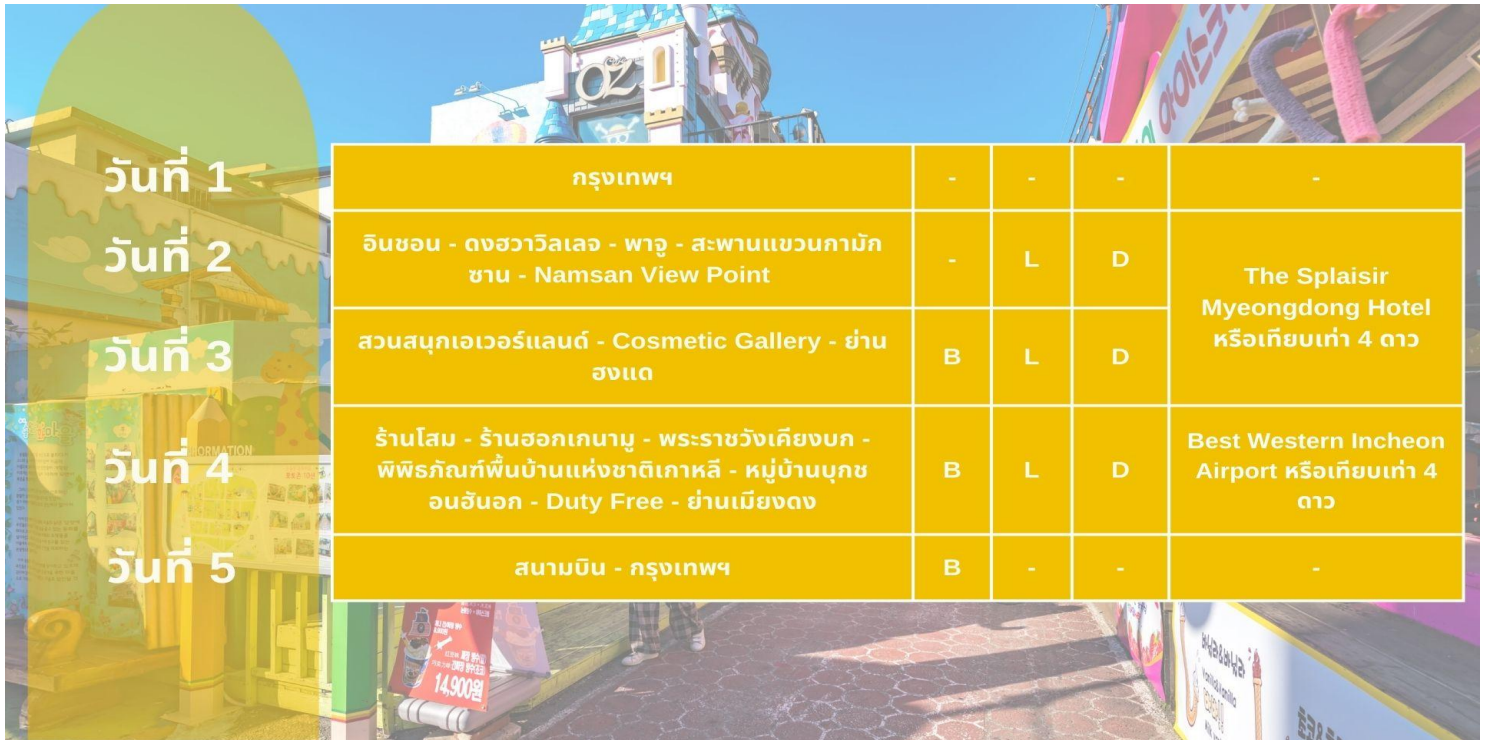 OZ
วันที่ 1
กรุงเทพฯ
-
-
-
-
วันที่ 2
อินชอน - ดงฮวาวิลเลจ - พาจู - สะพานแขวนกามัก
ซาน - Namsan View Point
-
L
D
The Splaisir
Myeongdong Hotel
หรือเทียบเท่า 4 ดาว
วันที่ 3
สวนสนุกเอเวอร์แลนด์ - Cosmetic Gallery - ย่าน
ฮงแด
B
L
D
วันที่ 4
ร้านโสม - ร้านฮอกเกนามู - พระราชวังเคียงบก -
พิพิธภัณฑ์พื้นบ้านแห่งชาติเกาหลี - หมู่บ้านบุกช
อนฮันอก - Duty Free - ย่านเมียงดง
B
L
D
Best Western Incheon
Airport หรือเทียบเท่า 4
ดาว
วันที่ 5
สนามบิน - กรุงเทพฯ
B
-
-
-
14,900원